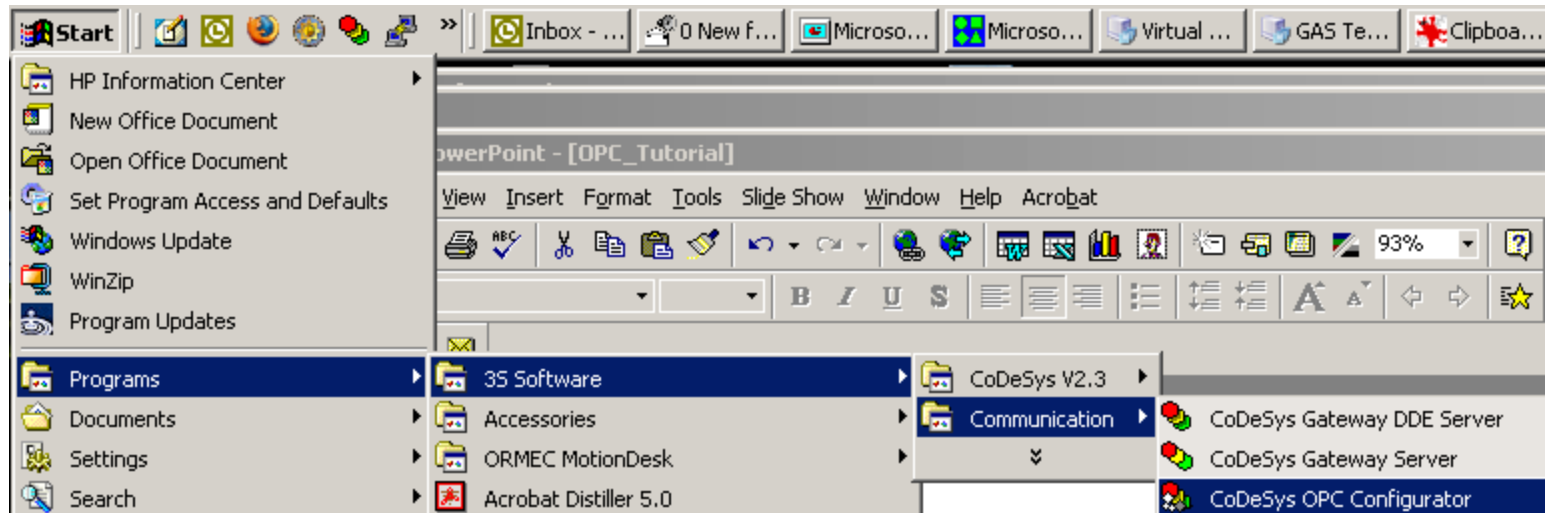 Start » Inbox - ... 0 New f... Microso... Microso... Virtual ... GAS Te... Clipboa...
HP Information Center
New Office Document
Open Office Document
owerPoint - [OPC_Tutorial]
Set Program Access and Defaults
View Insert Format Tools Slide Show Window Help Acrobat
Windows Update
ABC 93%
WinZip
B I U S A A
Program Updates
Programs 3S Software CoDeSys V2.3
Documents Accessories Communication CoDeSys Gateway DDE Server
Settings ORMEC MotionDesk CoDeSys Gateway Server
Search Acrobat Distiller 5.0 CoDeSys OPC Configurator